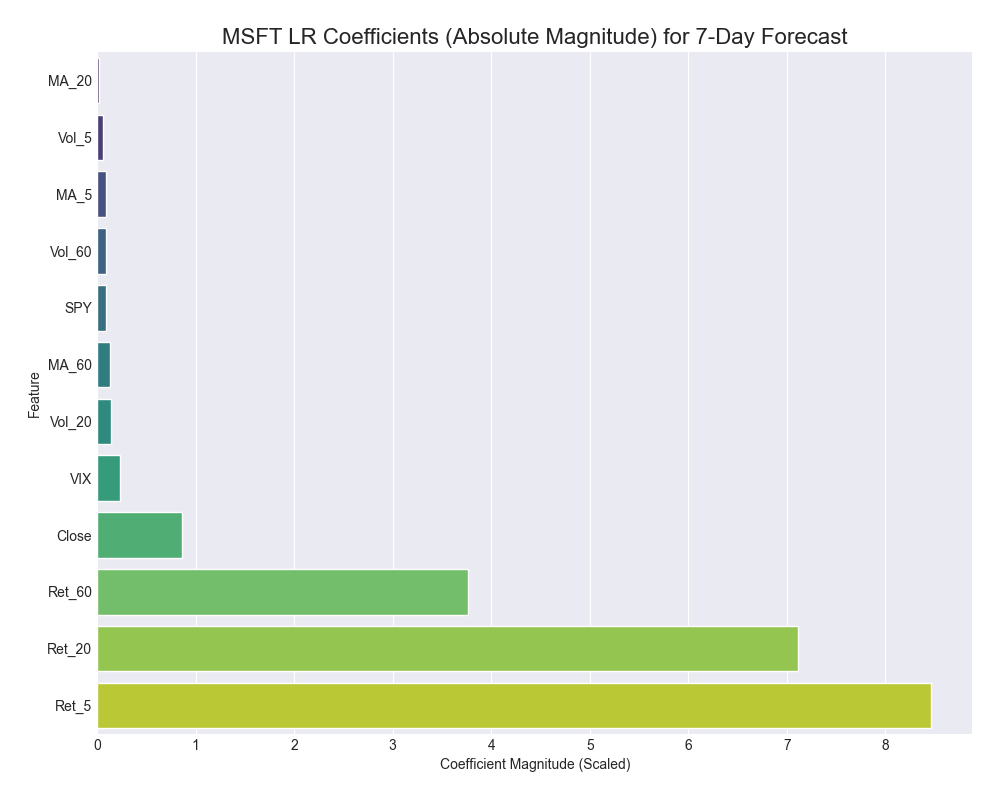 MSFT LR Coefficients (Absolute Magnitude) for 7-Day Forecast
MA_20
Vol_5
MA_5
Vol_60
SPY
MA_60
Vol_20
VIX
Close
Ret_60
Ret_20
Ret_5
Feature
0 1 2 3 4 5 6 7 8
Coefficient Magnitude (Scaled)